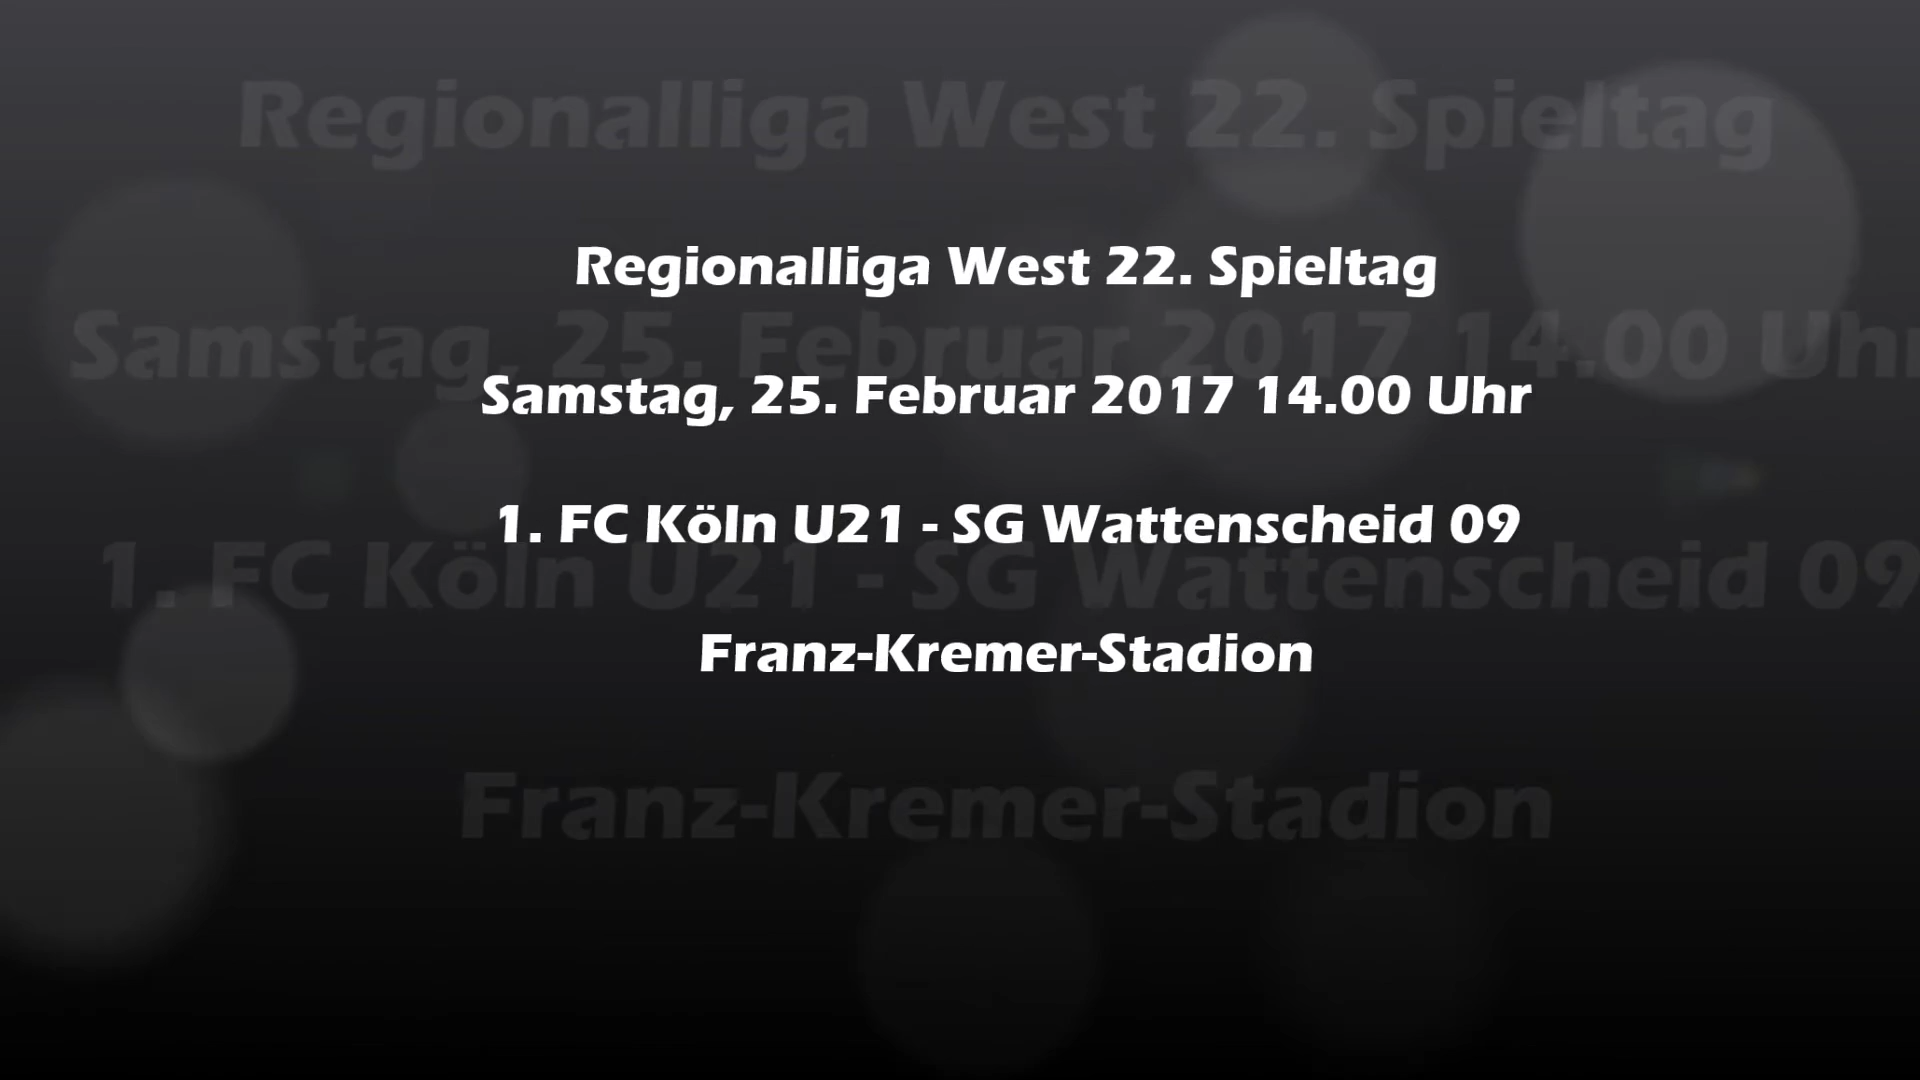 Regionalliga West 22. Spieltag
Samstag, 25. Februar 2017 14.00 Uhr
1. FC Köln U21 - SG Wattenscheid 09
Franz-Kremer-Stadion